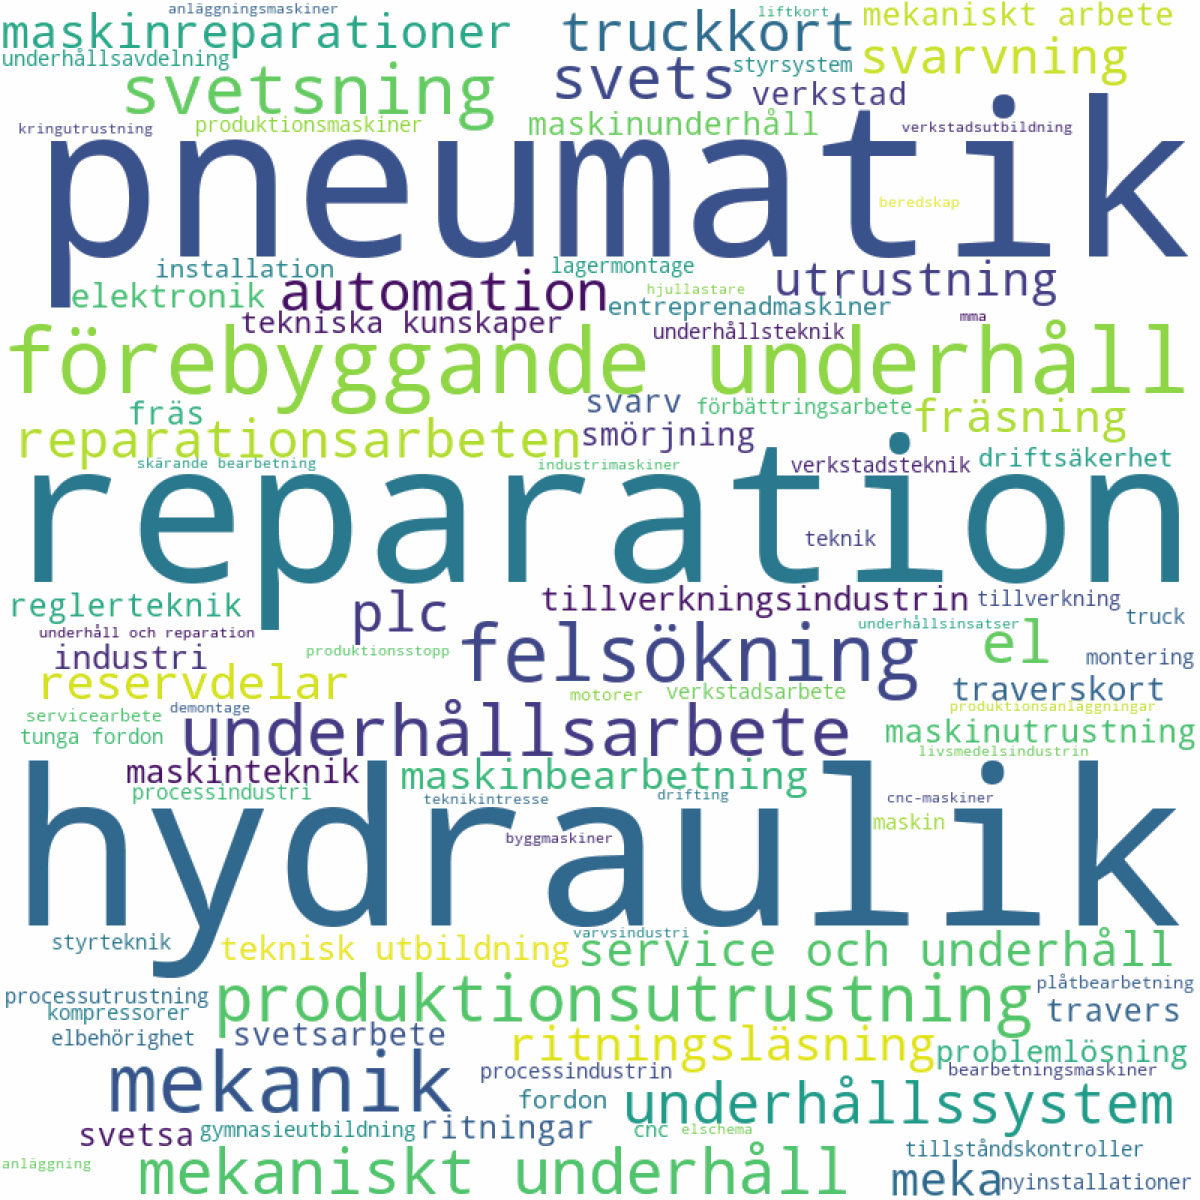 anläggningsmaskiner
liftkort
maskinreparationer
truckkort
mekaniskt arbete
underhållsavdelning
svetsning
svets
styrsystem
svarvning
verkstad
kringutrustning
produktionsmaskiner
maskinunderhåll
verkstadsutbildning
pneumatik
beredskap
installation
lagermontage
utrustning
elektronik
automation
hjullastare
entreprenadmaskiner
tekniska kunskaper
underhållsteknik
mma
förebyggande underhåll
fräs
svarv
förbättringsarbete
fräsning
reparationsarbeten
smörjning
skärande bearbetning
industrimaskiner
verkstadsteknik
driftsäkerhet
reparation
teknik
reglerteknik
plc
tillverkningsindustrin
tillverkning
truck
underhåll och reparation
underhållsinsatser
industri
produktionsstopp
felsökning
el
montering
reservdelar
motorer
verkstadsarbete
traverskort
servicearbete
demontage
produktionsanläggningar
tunga fordon
underhållsarbete
maskinutrustning
livsmedelsindustrin
maskinteknik
maskinbearbetning
processindustri
teknikintresse
drifting
cnc-maskiner
hydraulik
byggmaskiner
maskin
styrteknik
teknisk utbildning
varvsindustri
service och underhåll
processutrustning
produktionsutrustning
plåtbearbetning
kompressorer
travers
elbehörighet
svetsarbete
ritningsläsning
problemlösning
mekanik
processindustrin
bearbetningsmaskiner
fordon
underhållssystem
svetsa
gymnasieutbildning
ritningar
cnc
elschema
tillståndskontroller
anläggning
mekaniskt underhåll
meka
nyinstallationer